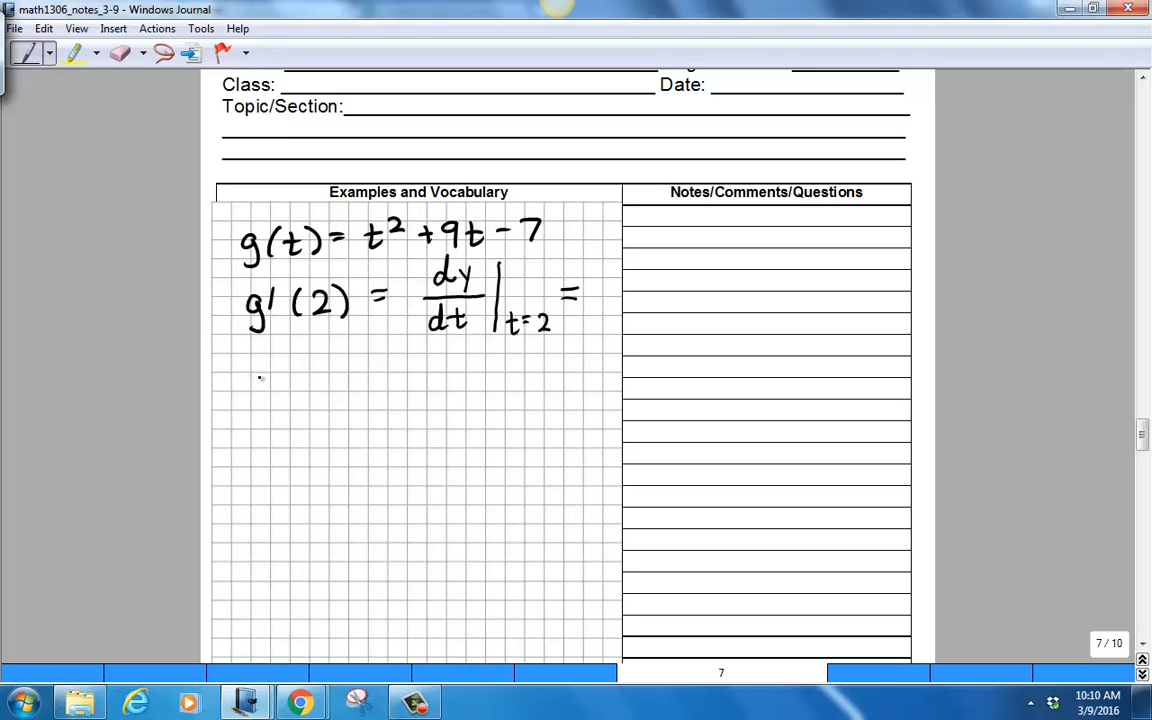 math1306_notes_3-9 - Windows Journal
File Edit View Insert Actions Tools Help
Class: Date:
Topic/Section:
Examples and Vocabulary Notes/Comments/Questions
g(t) = t² + 9t - 7
g'(2) = dy/dt |t=2 =
7 / 10
7
10:10 AM
3/9/2016